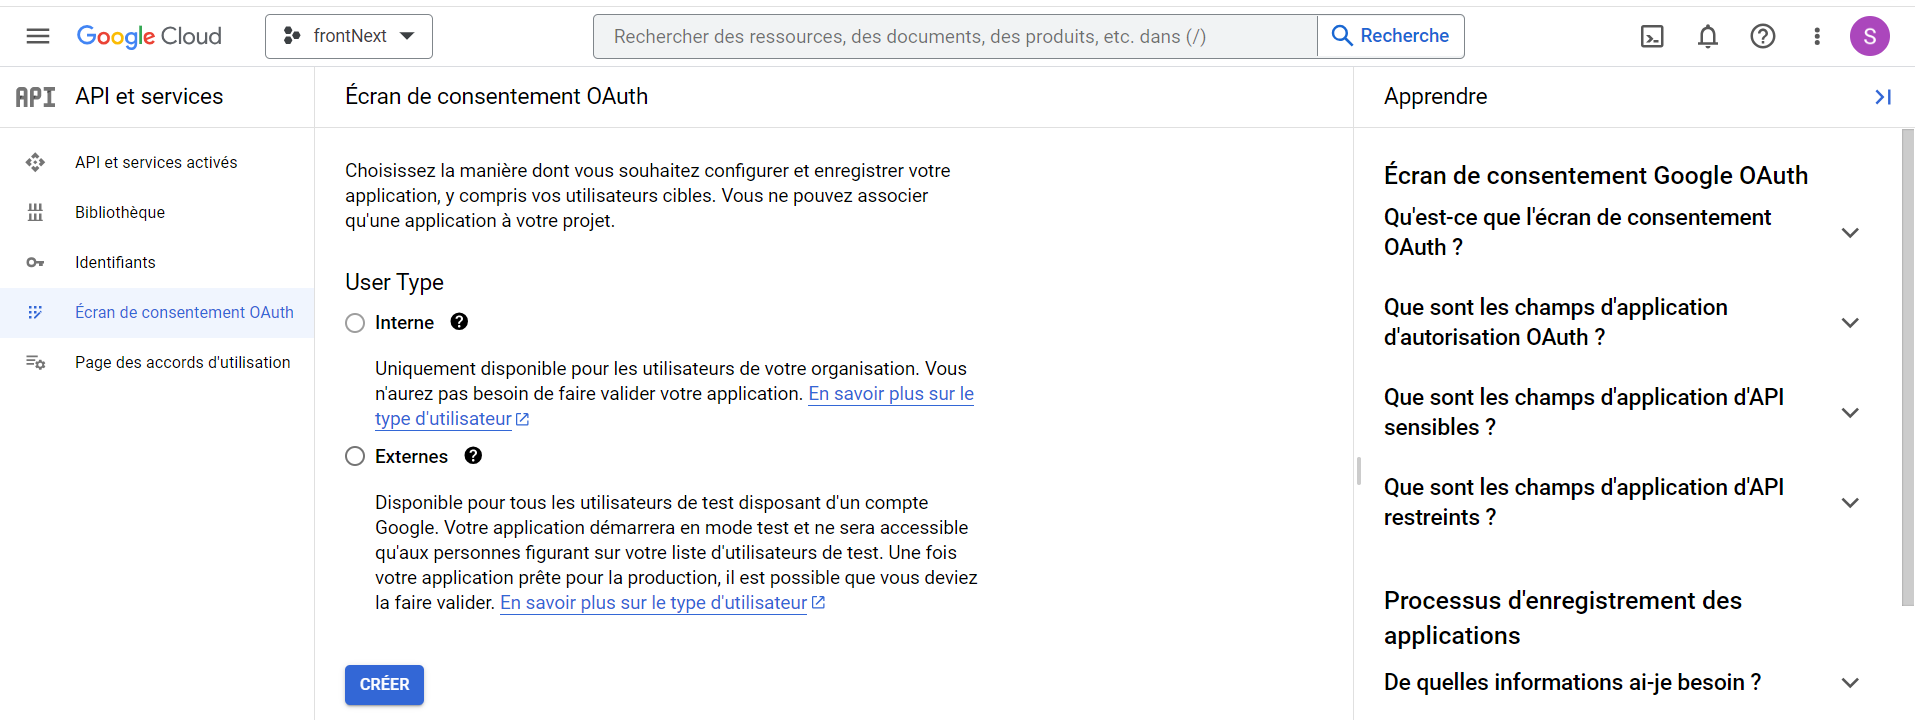 Google Cloud
frontNext
Rechercher des ressources, des documents, des produits, etc. dans (/)
Recherche
S
API
API et services
API et services activés
Bibliothèque
Identifiants
Écran de consentement OAuth
Page des accords d'utilisation
Écran de consentement OAuth
Choisissez la manière dont vous souhaitez configurer et enregistrer votre
application, y compris vos utilisateurs cibles. Vous ne pouvez associer
qu'une application à votre projet.
User Type
Interne
Uniquement disponible pour les utilisateurs de votre organisation. Vous
n'aurez pas besoin de faire valider votre application. En savoir plus sur le
type d'utilisateur
Externes
Disponible pour tous les utilisateurs de test disposant d'un compte
Google. Votre application démarrera en mode test et ne sera accessible
qu'aux personnes figurant sur votre liste d'utilisateurs de test. Une fois
votre application prête pour la production, il est possible que vous deviez
la faire valider. En savoir plus sur le type d'utilisateur
CRÉER
Apprendre
Écran de consentement Google OAuth
Qu'est-ce que l'écran de consentement
OAuth ?
Que sont les champs d'application
d'autorisation OAuth ?
Que sont les champs d'application d'API
sensibles ?
Que sont les champs d'application d'API
restreints ?
Processus d'enregistrement des
applications
De quelles informations ai-je besoin ?